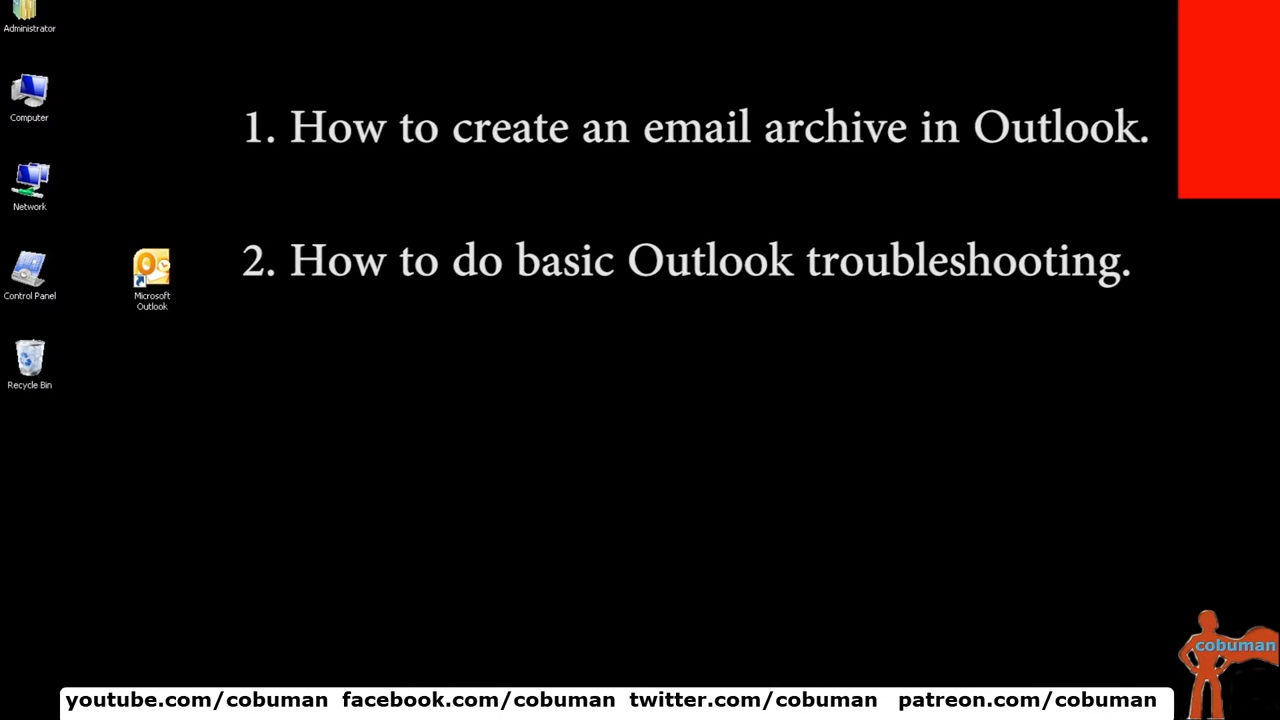 Administrator
Computer
Network
Control Panel
Recycle Bin
Microsoft
Outlook
1. How to create an email archive in Outlook.
2. How to do basic Outlook troubleshooting.
cobuman
youtube.com/cobuman facebook.com/cobuman twitter.com/cobuman patreon.com/cobuman